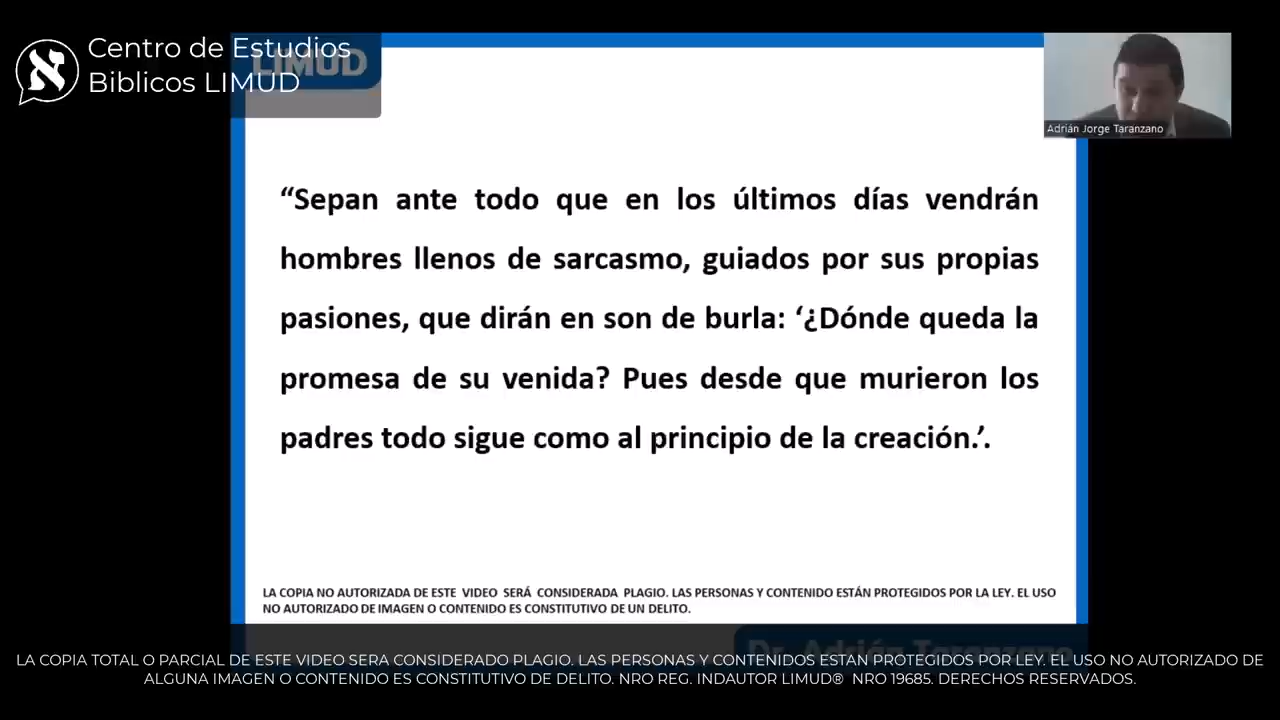 Centro de Estudios
Biblicos LIMUD
LIMUD
Adrián Jorge Taranzano
“Sepan ante todo que en los últimos días vendrán
hombres llenos de sarcasmo, guiados por sus propias
pasiones, que dirán en son de burla: ‘¿Dónde queda la
promesa de su venida? Pues desde que murieron los
padres todo sigue como al principio de la creación.’.
LA COPIA NO AUTORIZADA DE ESTE VIDEO SERÁ CONSIDERADA PLAGIO. LAS PERSONAS Y CONTENIDO ESTÁN PROTEGIDOS POR LA LEY. EL USO
NO AUTORIZADO DE IMAGEN O CONTENIDO ES CONSTITUTIVO DE UN DELITO.
Dr. Adrián Taranzano
LA COPIA TOTAL O PARCIAL DE ESTE VIDEO SERA CONSIDERADO PLAGIO. LAS PERSONAS Y CONTENIDOS ESTAN PROTEGIDOS POR LEY. EL USO NO AUTORIZADO DE
ALGUNA IMAGEN O CONTENIDO ES CONSTITUTIVO DE DELITO. NRO REG. INDAUTOR LIMUD® NRO 19685. DERECHOS RESERVADOS.